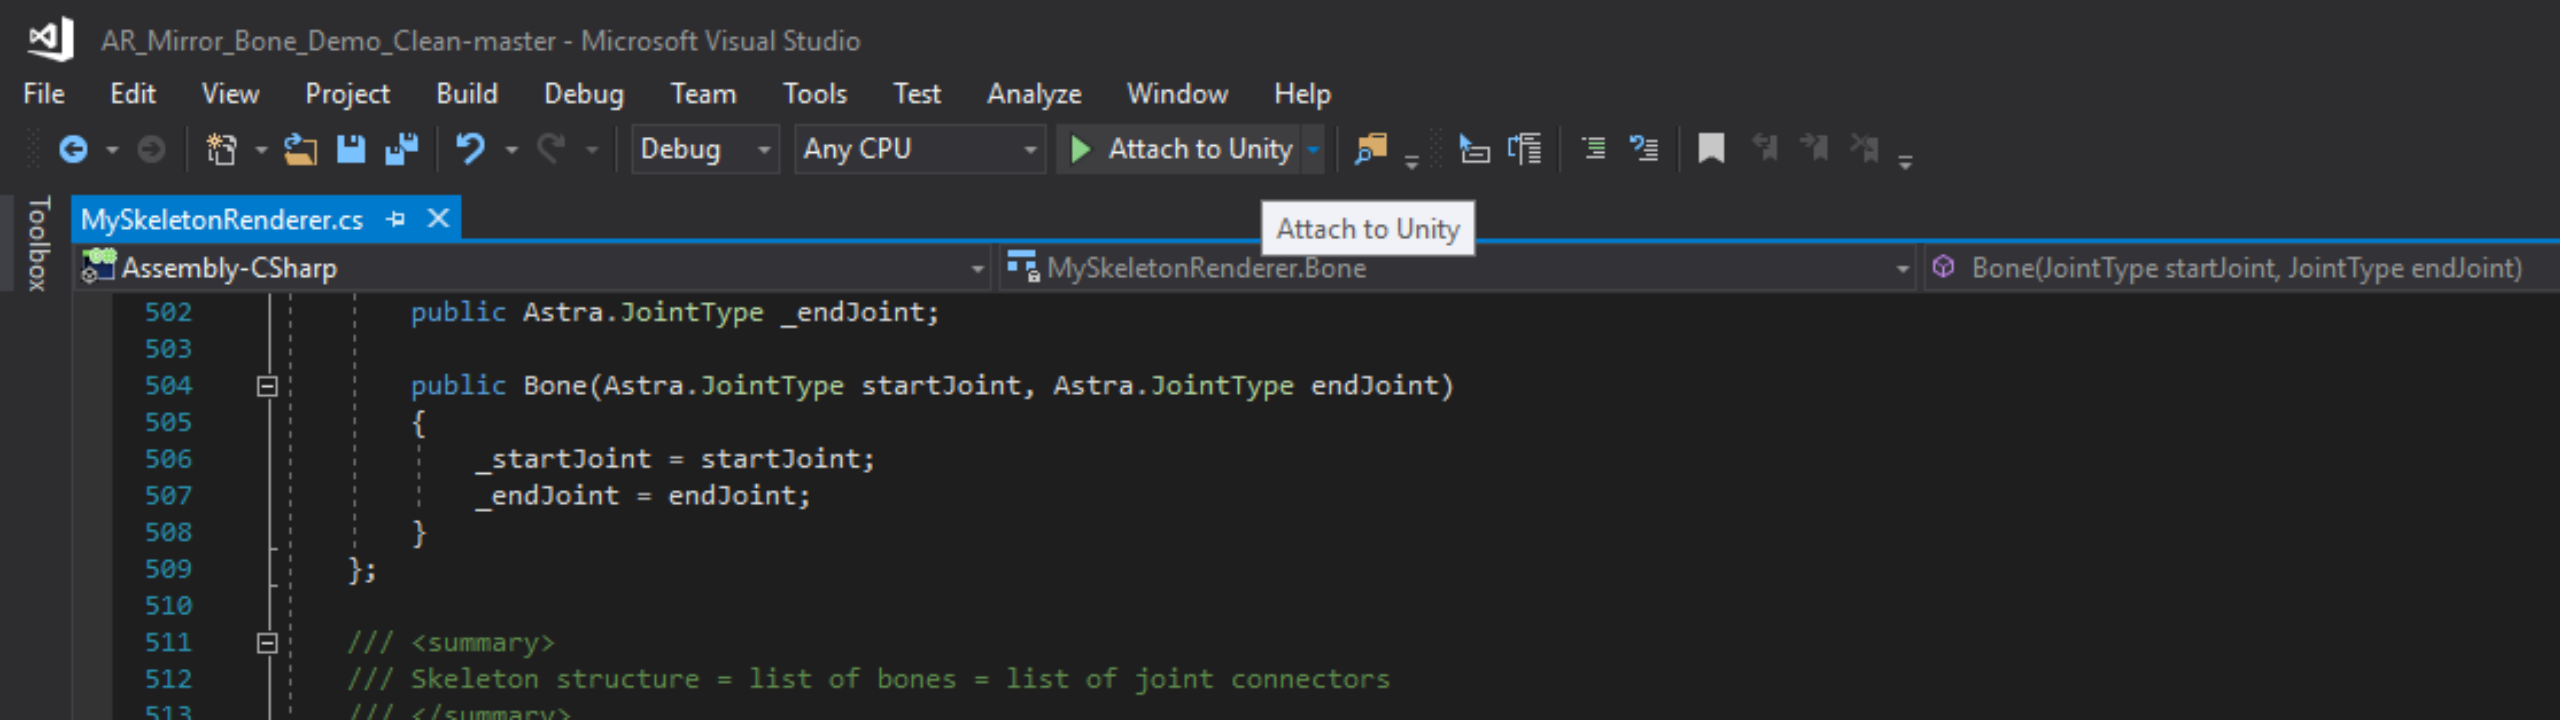 AR_Mirror_Bone_Demo_Clean-master - Microsoft Visual Studio
File Edit View Project Build Debug Team Tools Test Analyze Window Help
Debug Any CPU Attach to Unity
Toolbox
MySkeletonRenderer.cs
Attach to Unity
Assembly-CSharp MySkeletonRenderer.Bone Bone(JointType startJoint, JointType endJoint)
502 public Astra.JointType _endJoint;
503
504 public Bone(Astra.JointType startJoint, Astra.JointType endJoint)
505 {
506 _startJoint = startJoint;
507 _endJoint = endJoint;
508 }
509 };
510
511 /// <summary>
512 /// Skeleton structure = list of bones = list of joint connectors
513 /// </summary>